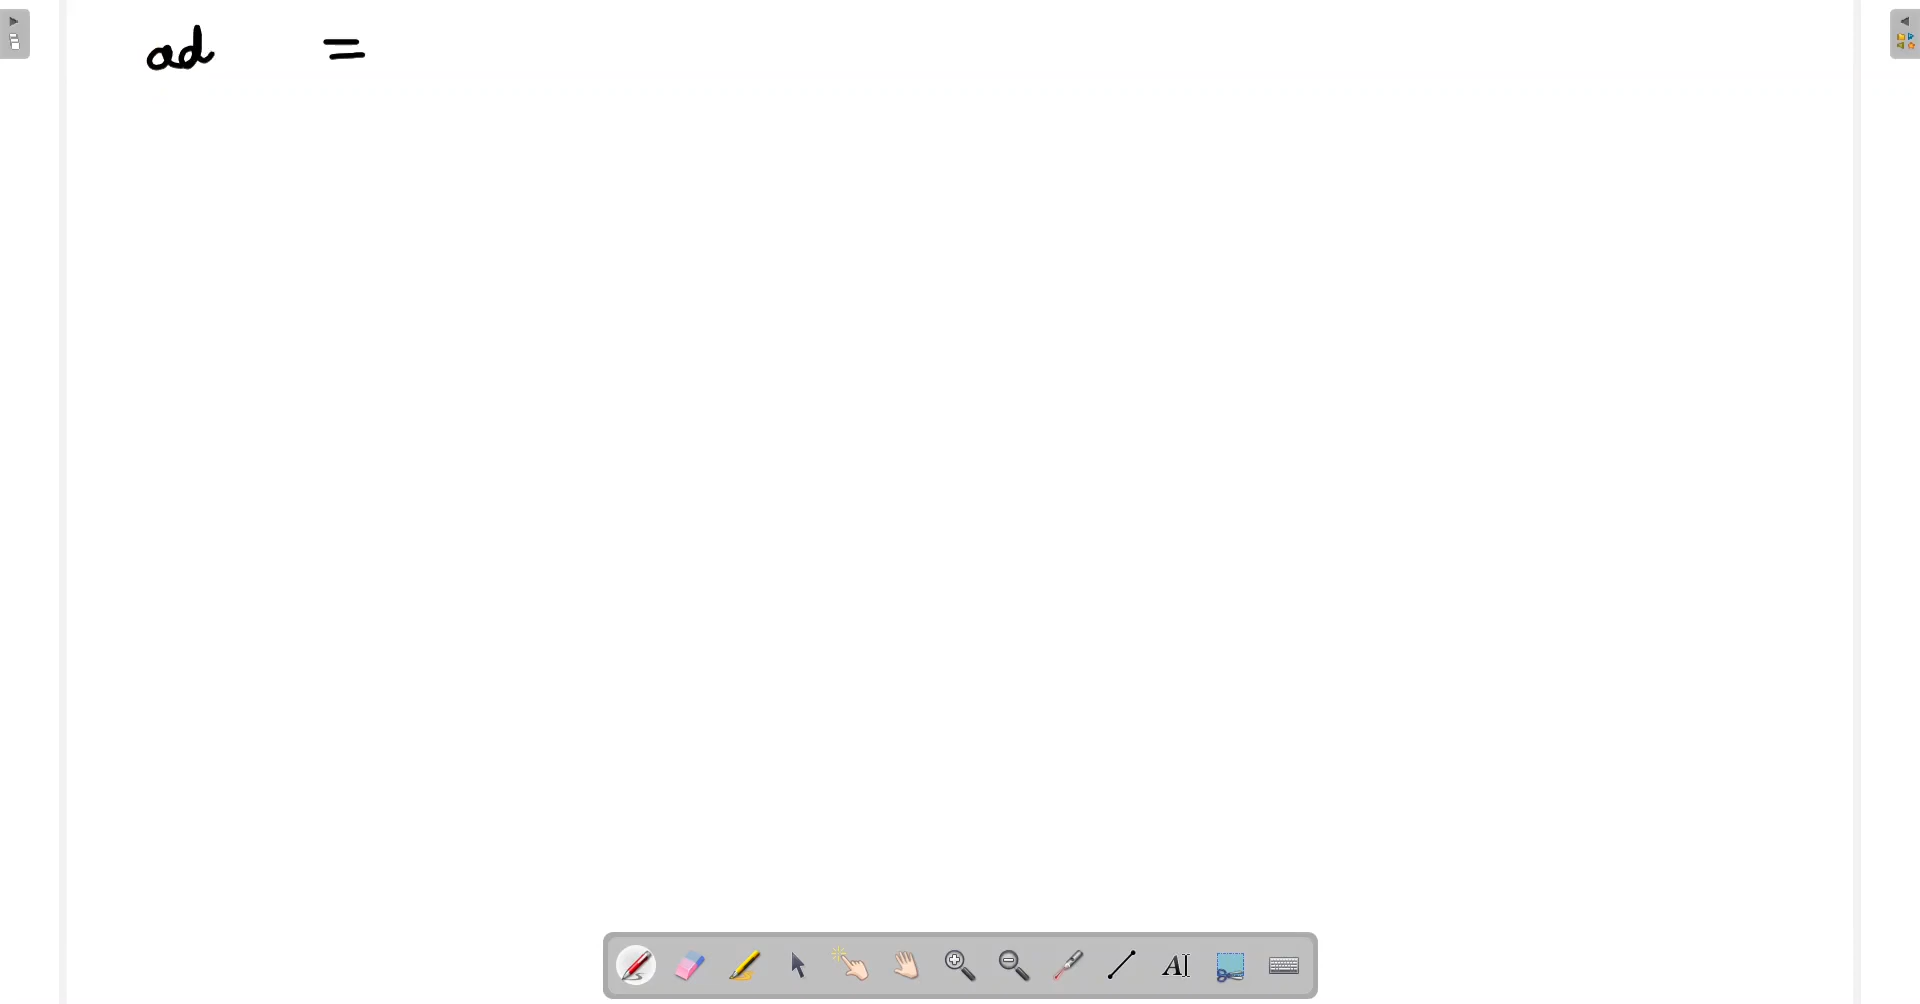 ad =